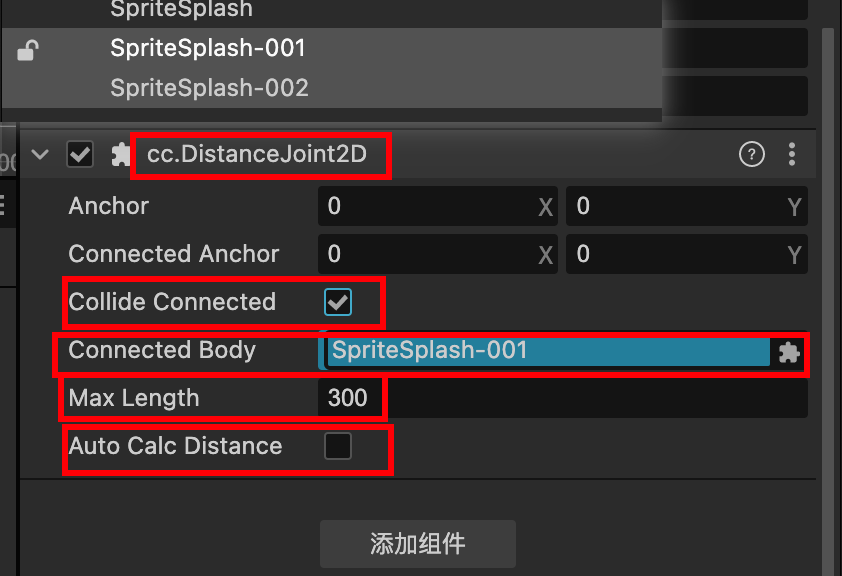 SpriteSplash
SpriteSplash-001
SpriteSplash-002
cc.DistanceJoint2D
Anchor 0 X 0 Y
Connected Anchor 0 X 0 Y
Collide Connected
Connected Body SpriteSplash-001
Max Length 300
Auto Calc Distance
添加组件